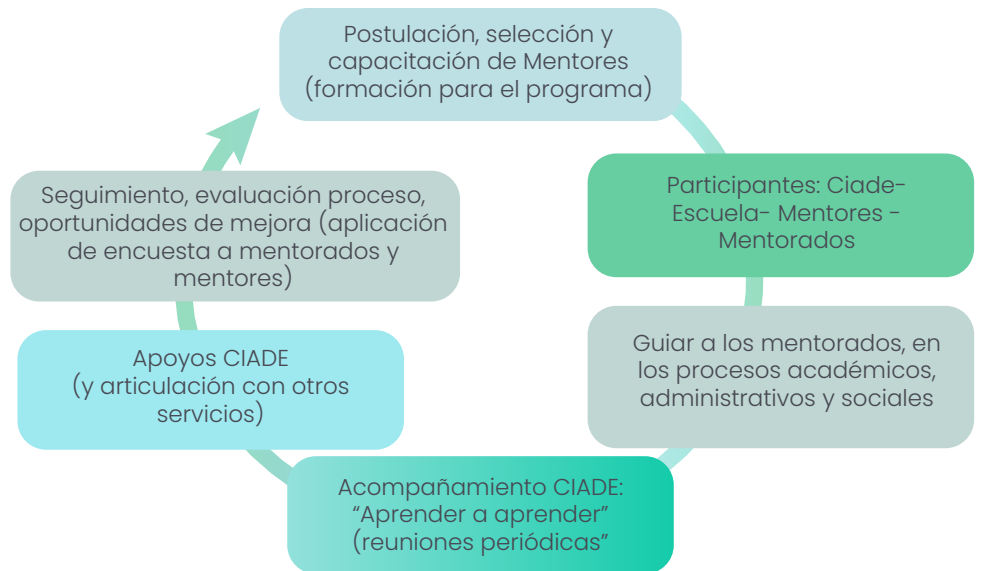 Postulación, selección y
capacitación de Mentores
(formación para el programa)
Participantes: Ciade-
Escuela- Mentores -
Mentorados
Guiar a los mentorados, en
los procesos académicos,
administrativos y sociales
Acompañamiento CIADE:
“Aprender a aprender”
(reuniones periódicas”
Apoyos CIADE
(y articulación con otros
servicios)
Seguimiento, evaluación proceso,
oportunidades de mejora (aplicación
de encuesta a mentorados y
mentores)